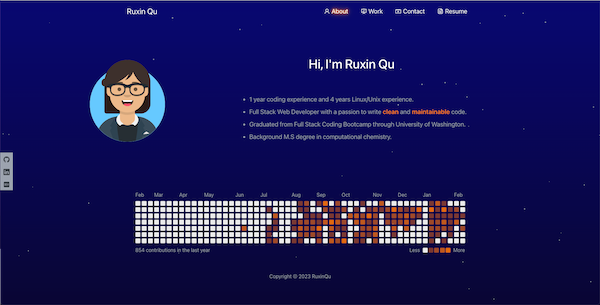 Ruxin Qu
About
Work
Contact
Resume
Hi, I'm Ruxin Qu
1 year coding experience and 4 years Linux/Unix experience.
Full Stack Web Developer with a passion to write clean and maintainable code.
Graduated from Full Stack Coding Bootcamp through University of Washington.
Background M.S degree in computational chemistry.
Feb Mar Apr May Jun Jul Aug Sep Oct Nov Dec Jan Feb
854 contributions in the last year
Less More
Copyright © 2023 RuxinQu